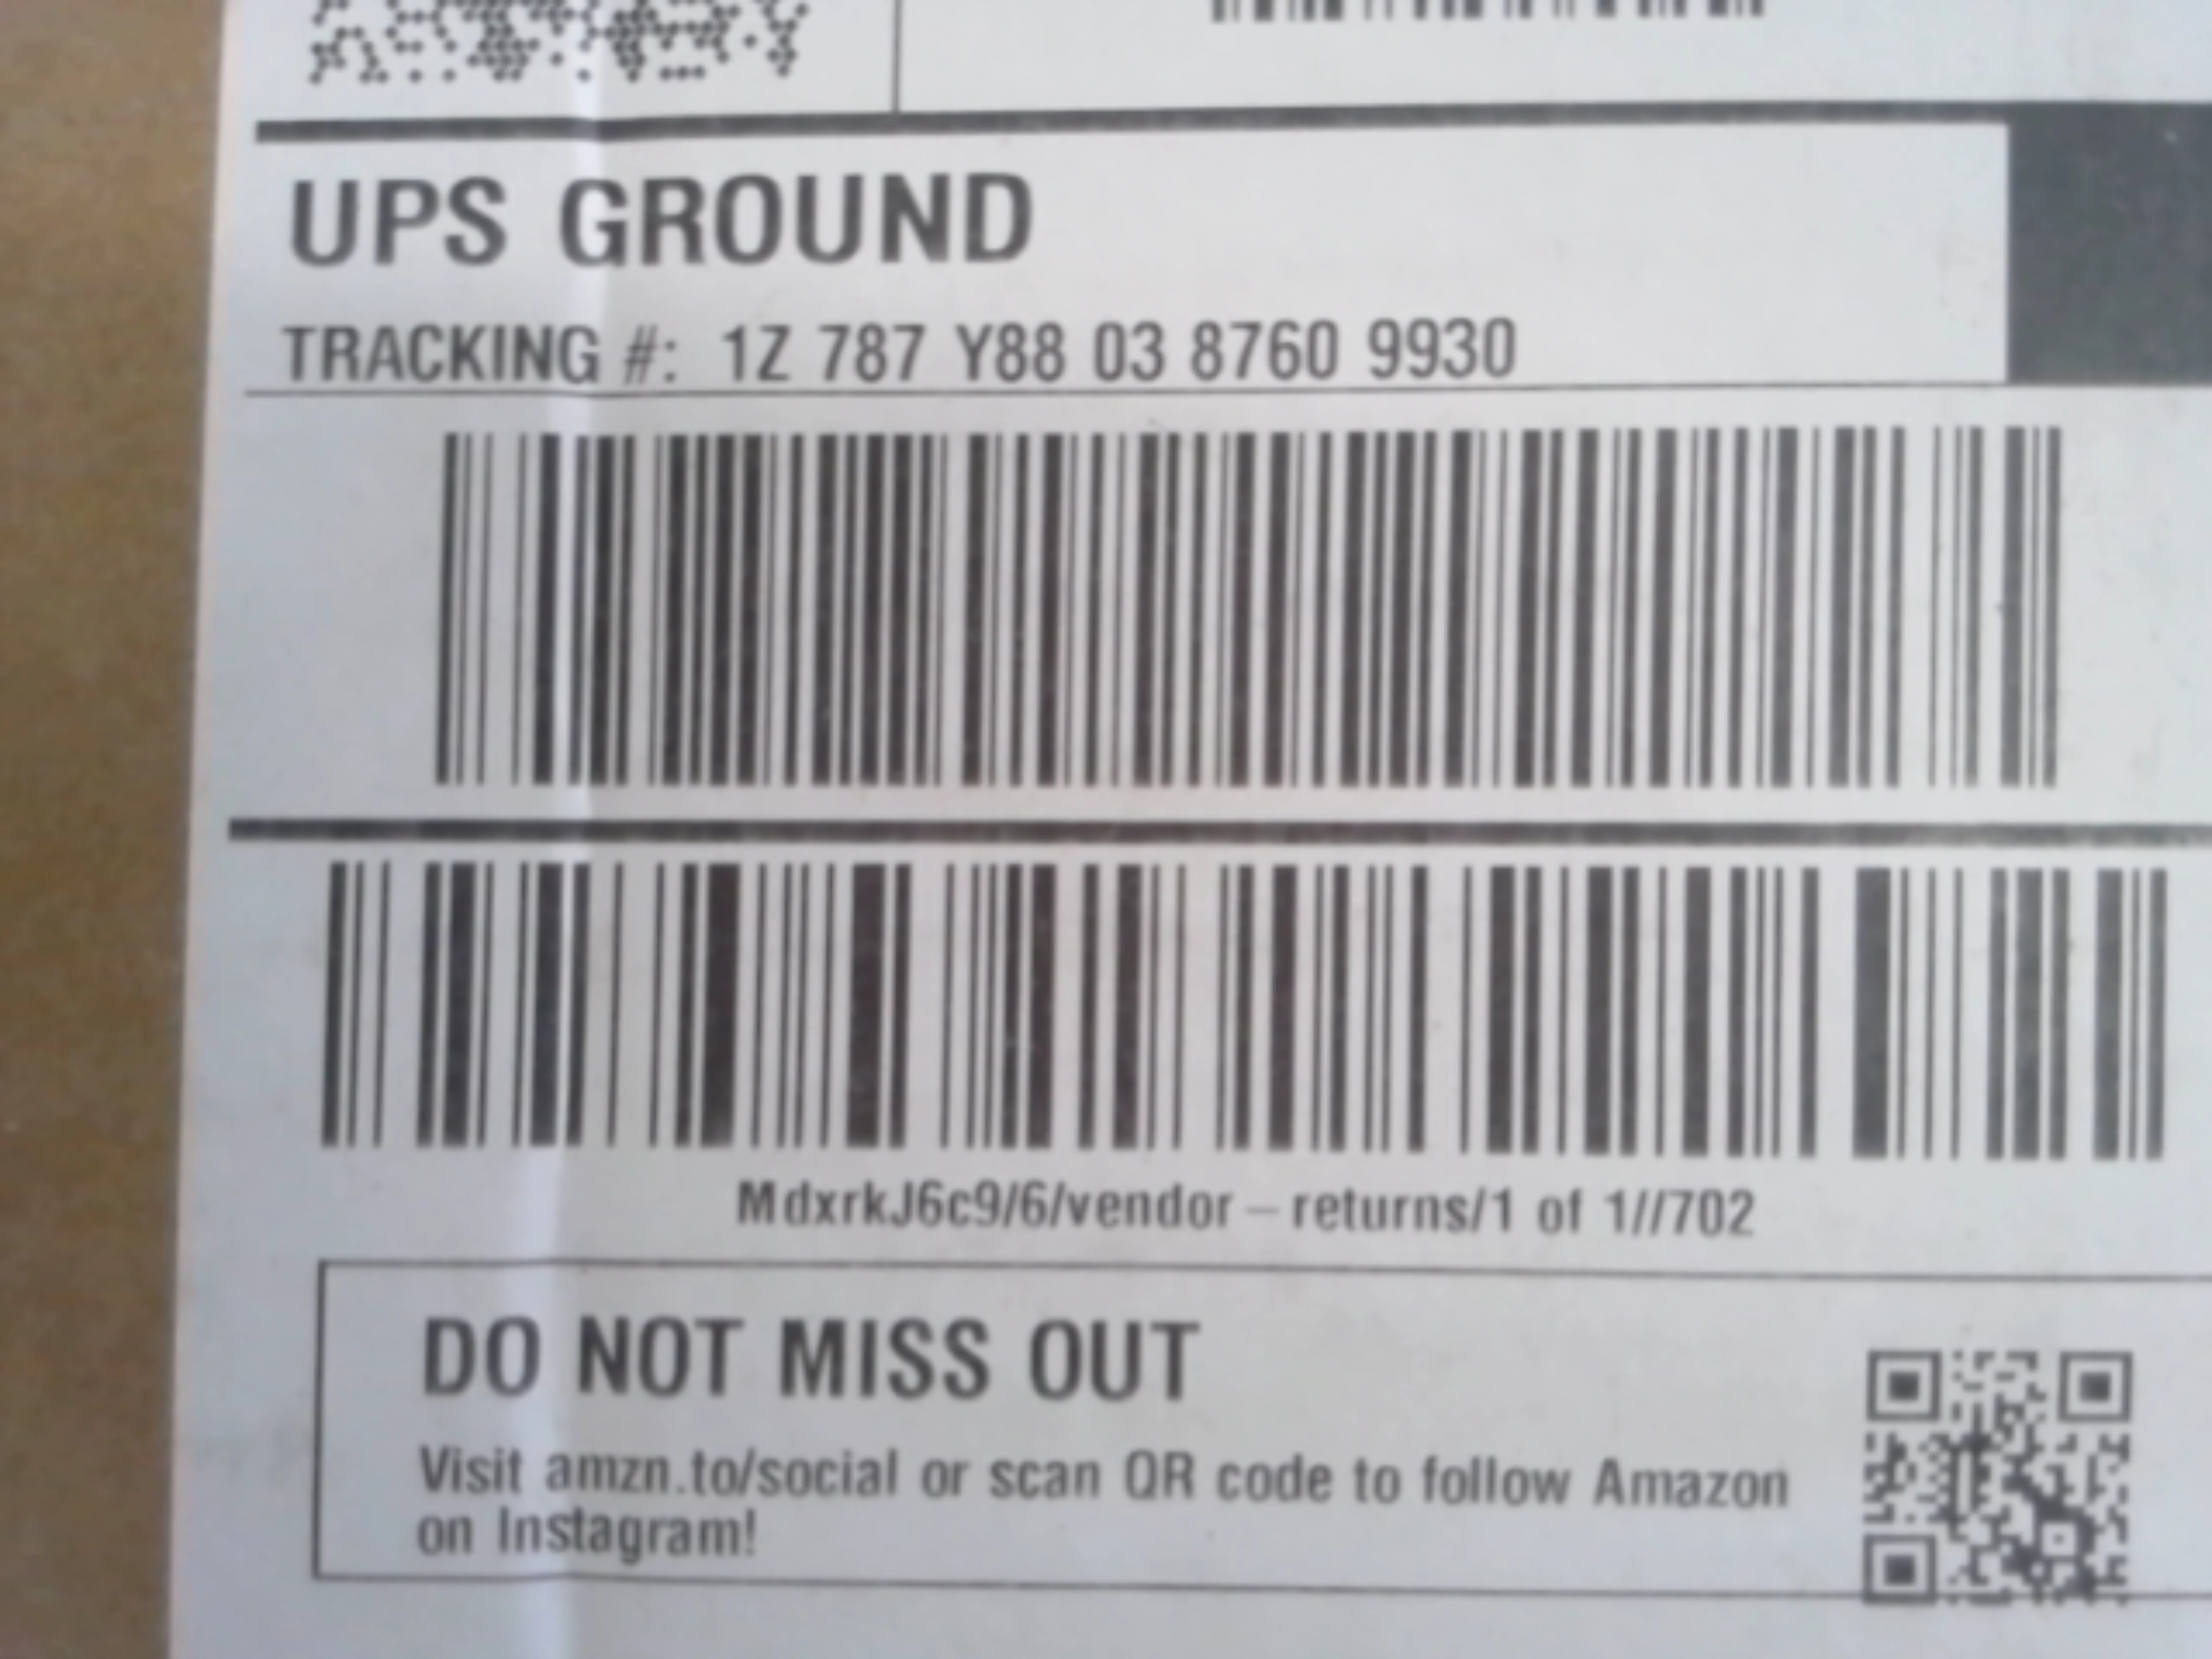 UPS GROUND
TRACKING #: 1Z 787 Y88 03 8760 9930
MdxrkJ6c9/6/vendor-returns/1 of 1//702
DO NOT MISS OUT
Visit amzn.to/social or scan QR code to follow Amazon
on Instagram!